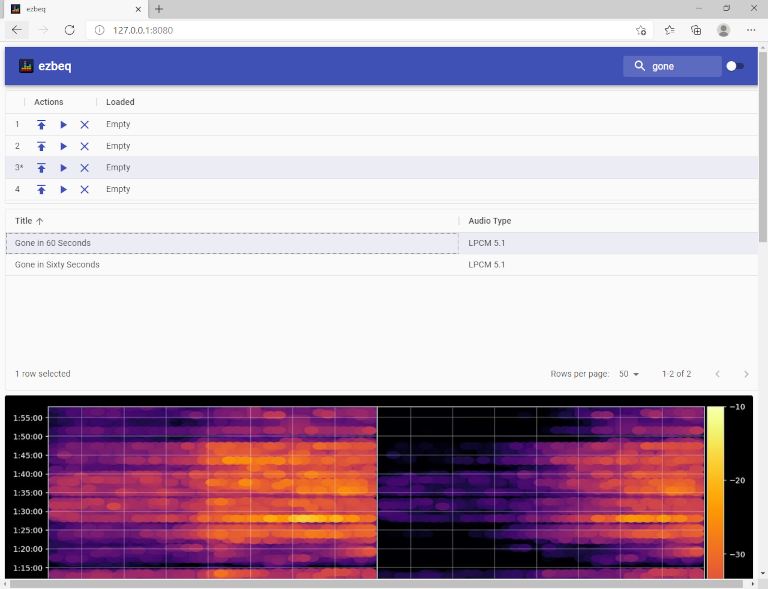 ezbeq
127.0.0.1:8080
ezbeq
gone
Actions Loaded
1 Empty
2 Empty
3* Empty
4 Empty
Title Audio Type
Gone in 60 Seconds LPCM 5.1
Gone in Sixty Seconds LPCM 5.1
1 row selected Rows per page: 50 1-2 of 2
1:55:00
1:50:00
1:45:00
1:40:00
1:35:00
1:30:00
1:25:00
1:20:00
1:15:00
−10
−20
−30